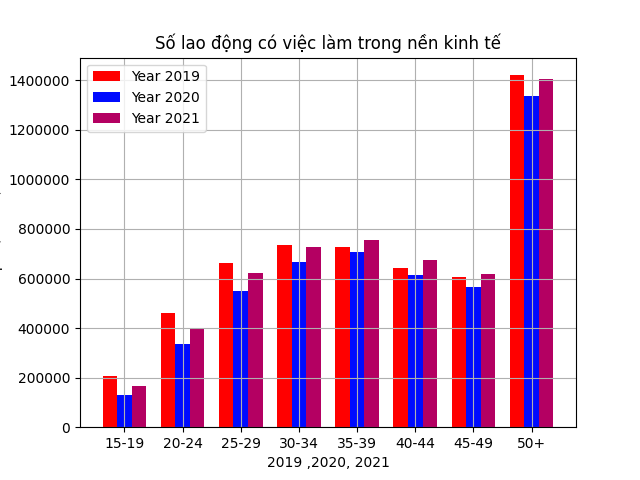 Số lao động có việc làm trong nền kinh tế
Year 2019
Year 2020
Year 2021
1400000
1200000
1000000
800000
600000
400000
200000
0
15-19 20-24 25-29 30-34 35-39 40-44 45-49 50+
2019 ,2020, 2021